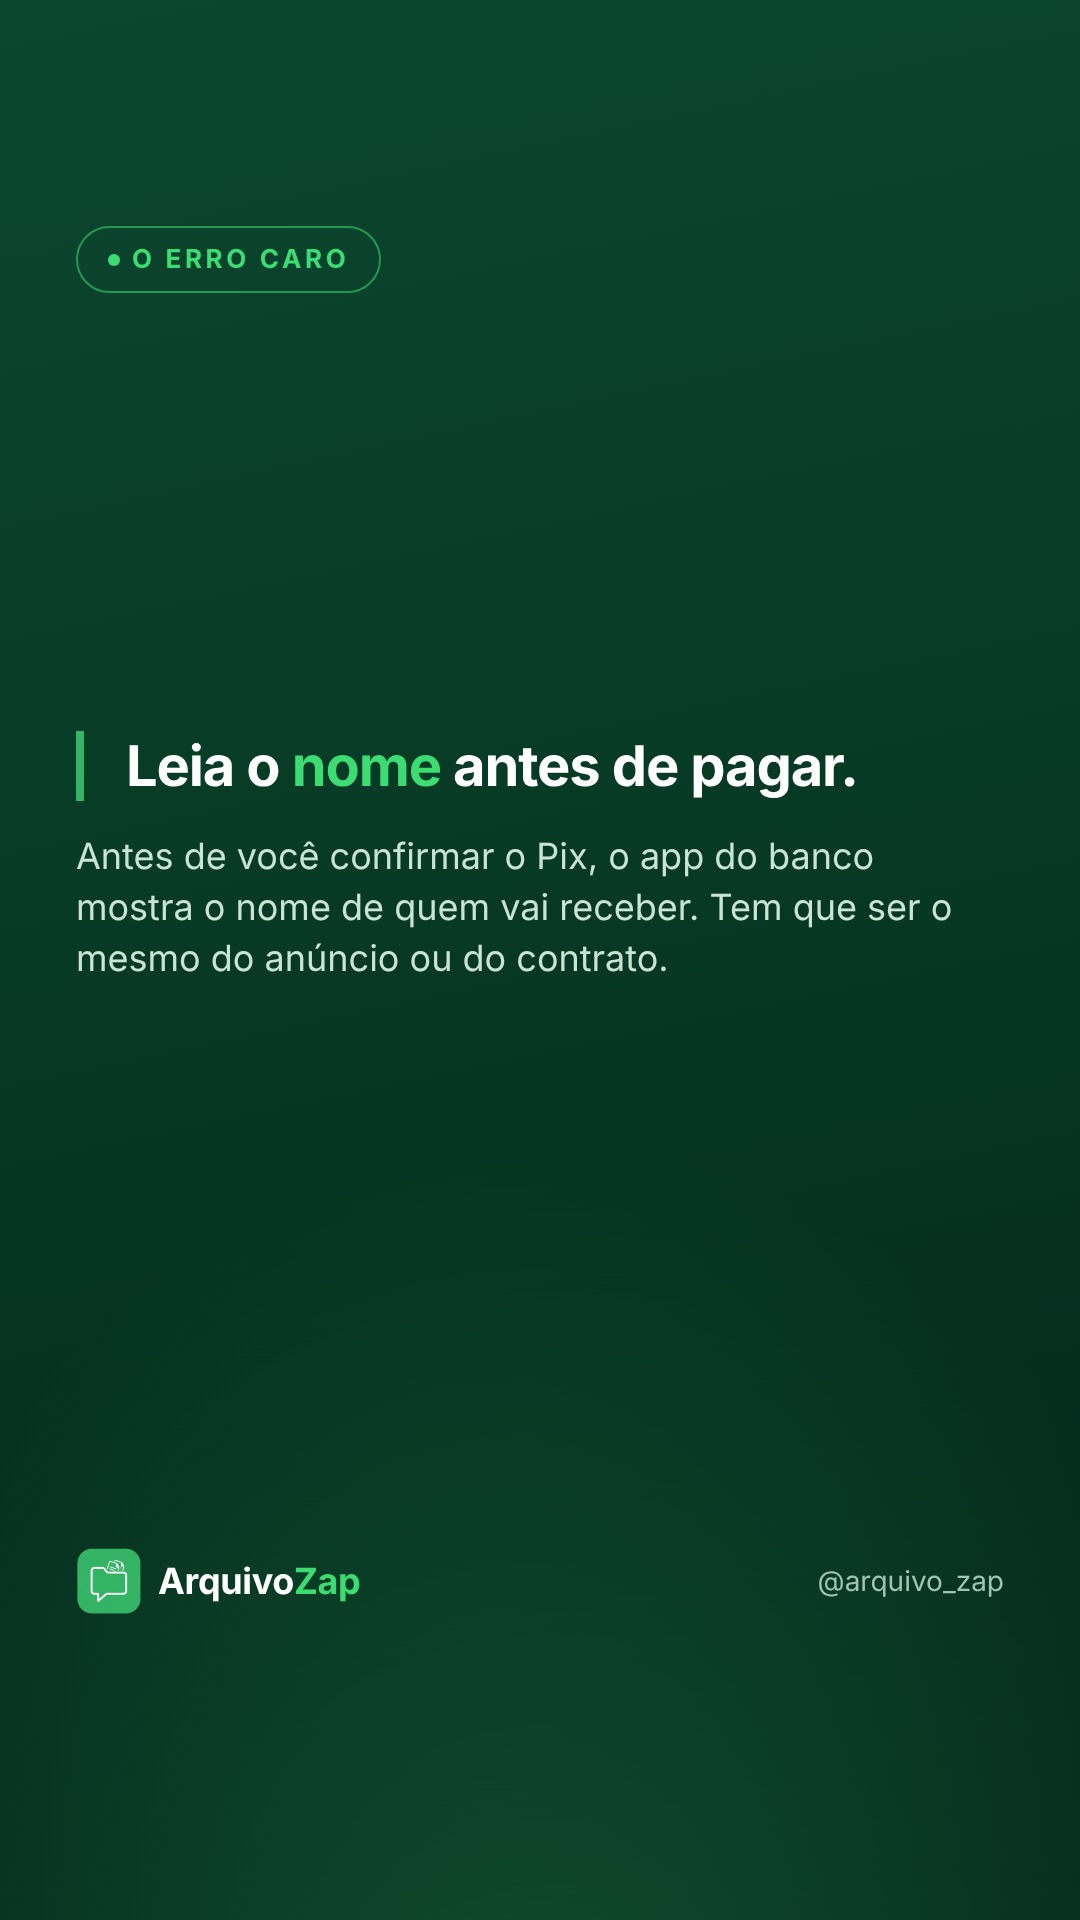 O ERRO CARO
Leia o nome antes de pagar.
Antes de você confirmar o Pix, o app do banco
mostra o nome de quem vai receber. Tem que ser o
mesmo do anúncio ou do contrato.
ArquivoZap
@arquivo_zap